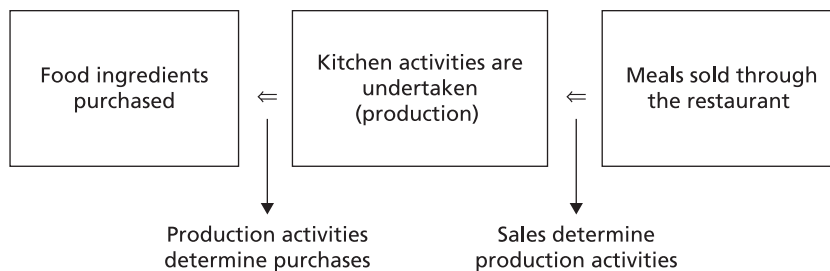 Food ingredients
purchased
⇐
Kitchen activities are
undertaken
(production)
⇐
Meals sold through
the restaurant
Production activities
determine purchases
Sales determine
production activities